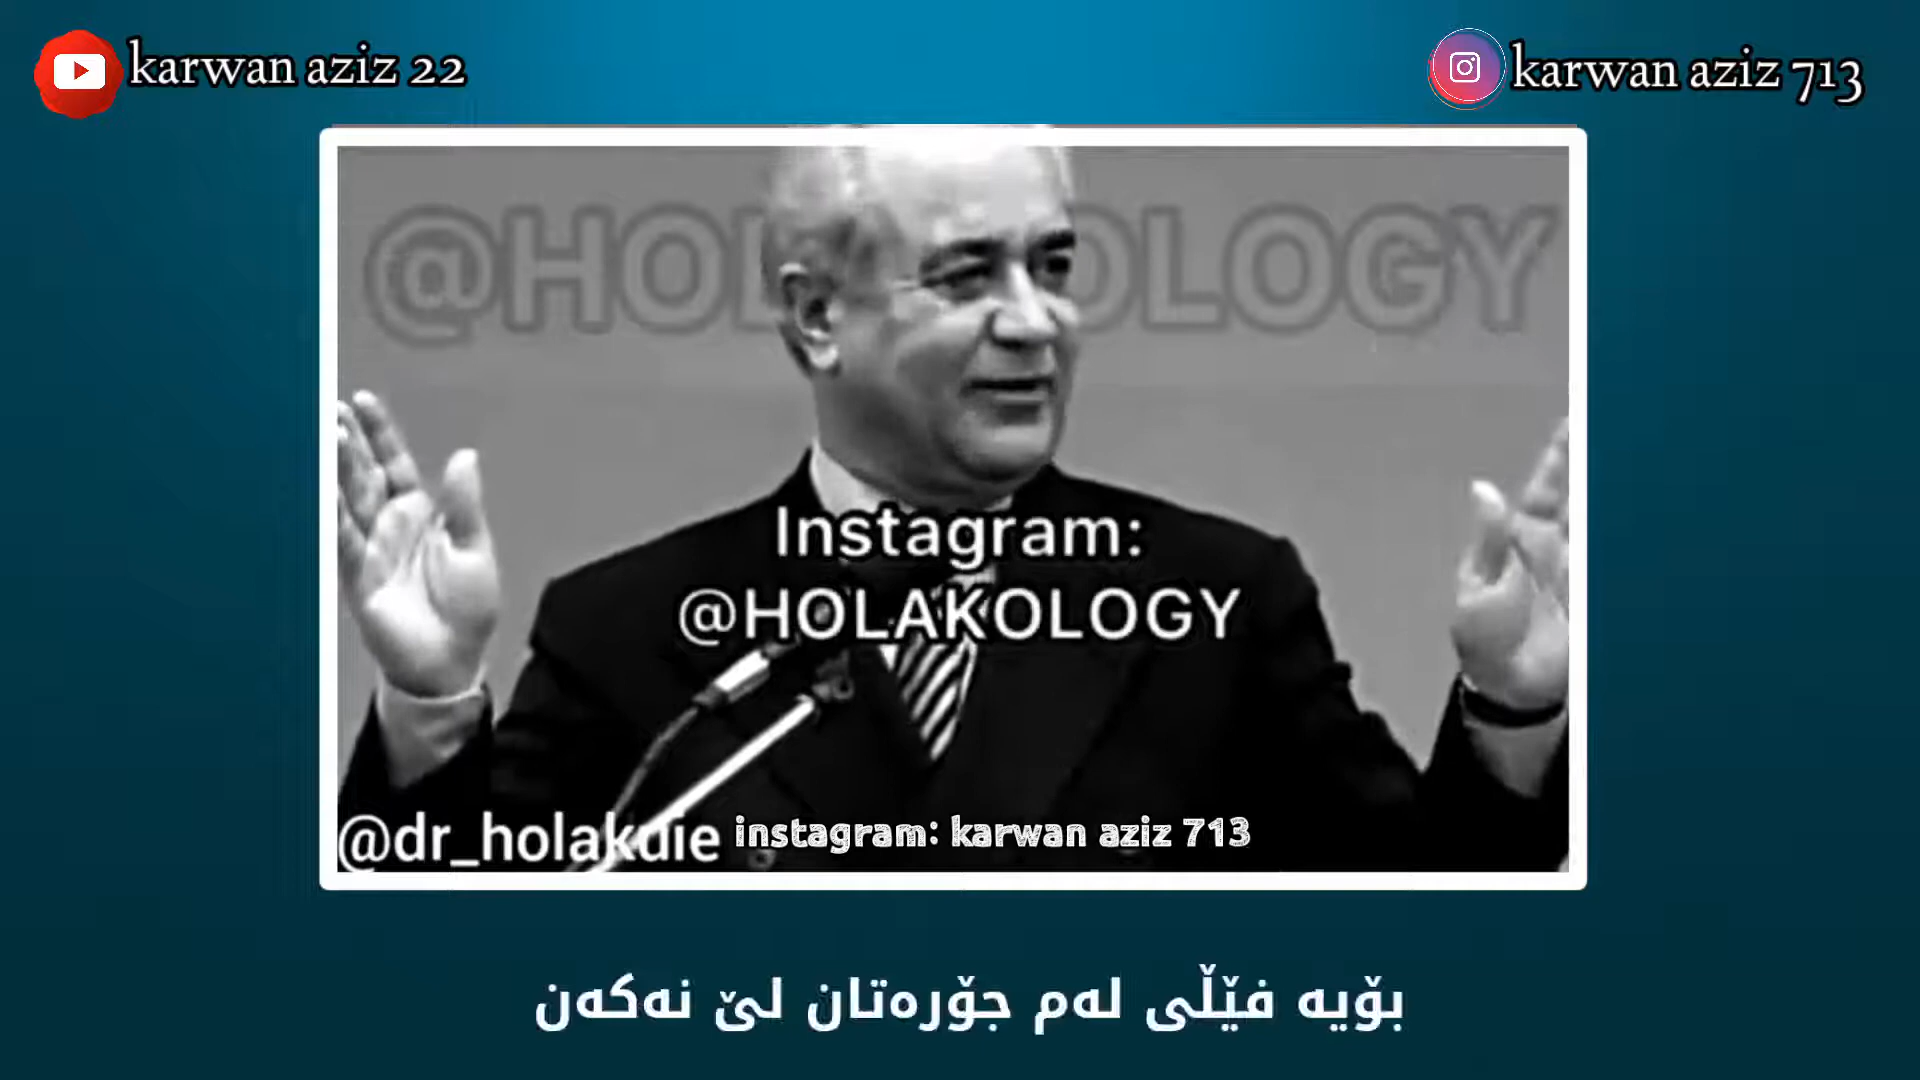 karwan aziz 22
karwan aziz 713
@HOLAKOLOGY
Instagram:
@HOLAKOLOGY
@dr_holakuie
instagram: karwan aziz 713
بۆیە فێڵی لەم جۆرەتان لێ نەکەن